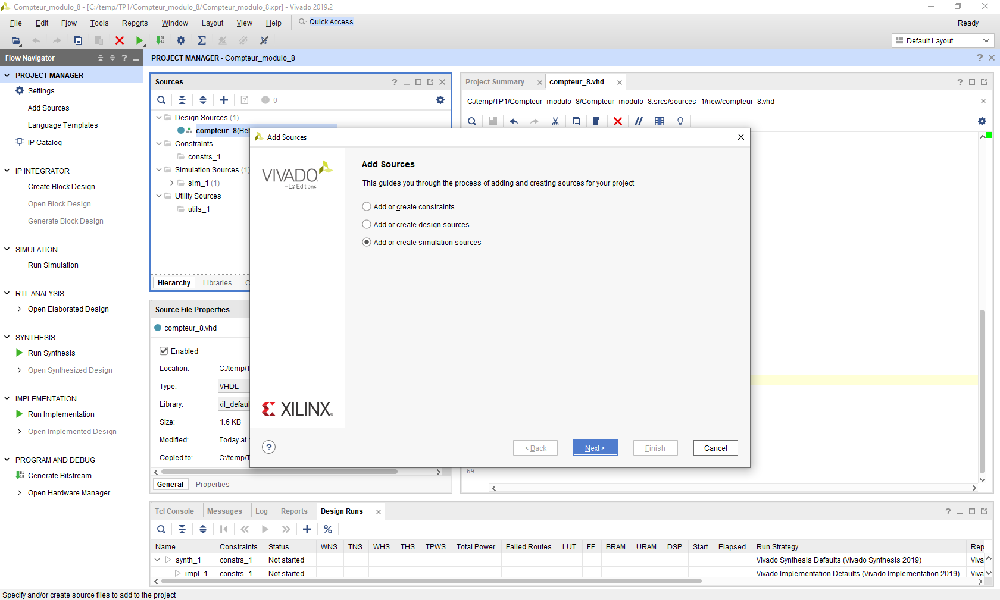 Compteur_modulo_8 - [C:/temp/TP1/Compteur_modulo_8/Compteur_modulo_8.xpr] - Vivado 2019.2
File Edit Flow Tools Reports Window Layout View Help Quick Access Ready
Default Layout
Flow Navigator
PROJECT MANAGER - Compteur_modulo_8
PROJECT MANAGER
Settings
Add Sources
Language Templates
IP Catalog
IP INTEGRATOR
Create Block Design
Open Block Design
Generate Block Design
SIMULATION
Run Simulation
RTL ANALYSIS
Open Elaborated Design
SYNTHESIS
Run Synthesis
Open Synthesized Design
IMPLEMENTATION
Run Implementation
Open Implemented Design
PROGRAM AND DEBUG
Generate Bitstream
Open Hardware Manager
Sources
0
Design Sources (1)
compteur_8(Be
Constraints
constrs_1
Simulation Sources (1)
sim_1 (1)
Utility Sources
utils_1
Hierarchy Libraries
Source File Properties
compteur_8.vhd
Enabled
Location: C:/temp/T
Type: VHDL
Library: xil_defaul
Size: 1.6 KB
Modified: Today at
Copied to: C:/temp/T
General Properties
Project Summary compteur_8.vhd
C:/temp/TP1/Compteur_modulo_8/Compteur_modulo_8.srcs/sources_1/new/compteur_8.vhd
69
Add Sources
VIVADO
HLx Editions
Add Sources
This guides you through the process of adding and creating sources for your project
Add or create constraints
Add or create design sources
Add or create simulation sources
XILINX
? < Back Next > Finish Cancel
Tcl Console Messages Log Reports Design Runs
Name Constraints Status WNS TNS WHS THS TPWS Total Power Failed Routes LUT FF BRAM URAM DSP Start Elapsed Run Strategy Rep
synth_1 constrs_1 Not started Vivado Synthesis Defaults (Vivado Synthesis 2019) Viva
impl_1 constrs_1 Not started Vivado Implementation Defaults (Vivado Implementation 2019) Viva
Specify and/or create source files to add to the project